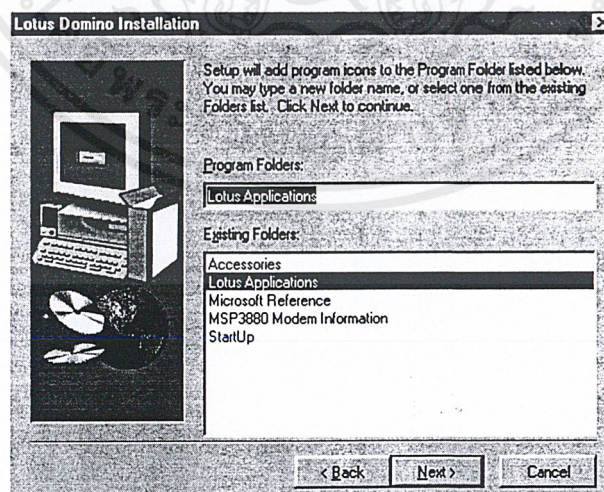 Lotus Domino Installation
Setup will add program icons to the Program Folder listed below.
You may type a new folder name, or select one from the existing
Folders list. Click Next to continue.
Program Folders:
Lotus Applications
Existing Folders:
Accessories
Lotus Applications
Microsoft Reference
MSP3880 Modem Information
StartUp
< Back
Next >
Cancel